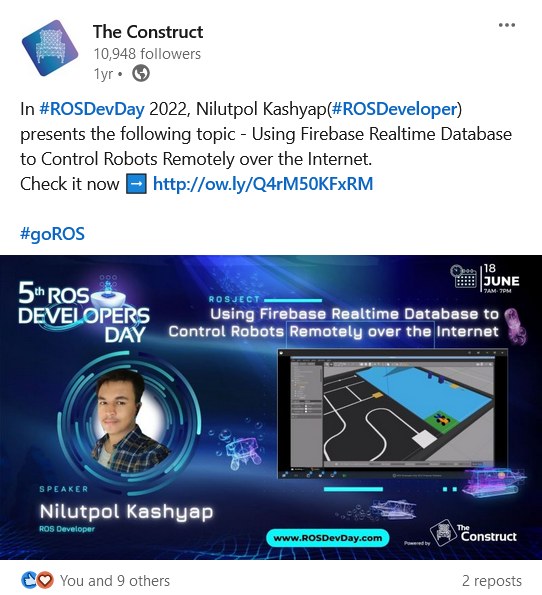 The Construct
10,948 followers
1yr •
In #ROSDevDay 2022, Nilutpol Kashyap(#ROSDeveloper)
presents the following topic - Using Firebase Realtime Database
to Control Robots Remotely over the Internet.
Check it now ➡ http://ow.ly/Q4rM50KFxRM
#goROS
5th ROS
DEVELOPERS
DAY
18
JUNE
7AM- 7PM
ROSJECT
Using Firebase Realtime Database to
Control Robots Remotely over the Internet
SPEAKER
Nilutpol Kashyap
ROS Developer
www.ROSDevDay.com
Powered by
The
Construct
You and 9 others
2 reposts